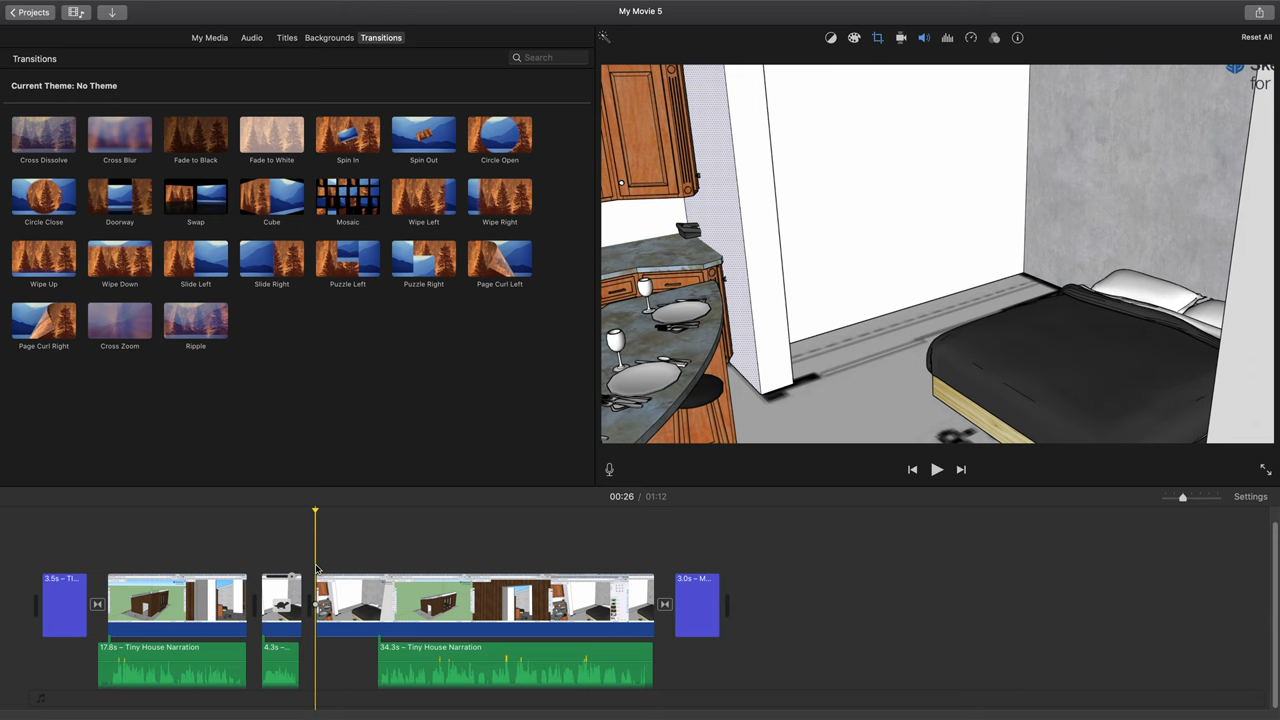 Projects
My Movie 5
My Media Audio Titles Backgrounds Transitions
Reset All
Transitions
Search
Current Theme: No Theme
for
Cross Dissolve Cross Blur Fade to Black Fade to White Spin In Spin Out Circle Open
Circle Close Doorway Swap Cube Mosaic Wipe Left Wipe Right
Wipe Up Wipe Down Slide Left Slide Right Puzzle Left Puzzle Right Page Curl Left
Page Curl Right Cross Zoom Ripple
00:26 / 01:12
Settings
3.5s – TI... 3.0s – M...
17.8s – Tiny House Narration 4.3s –... 34.3s – Tiny House Narration